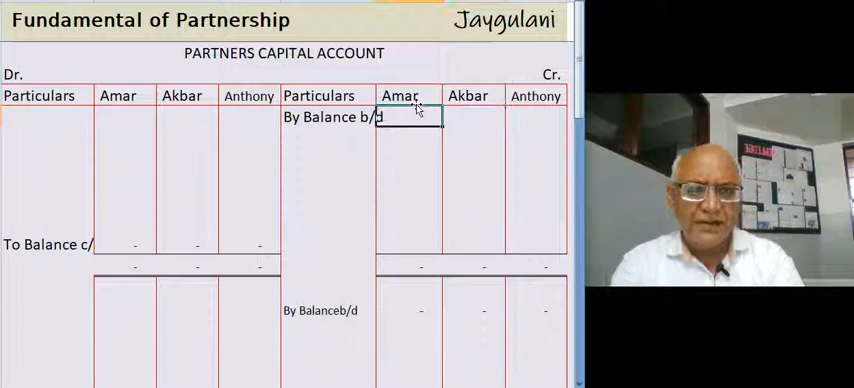 Fundamental of Partnership Jaygulani
PARTNERS CAPITAL ACCOUNT
Dr. Cr.
Particulars Amar Akbar Anthony Particulars Amar Akbar Anthony
By Balance b/d
To Balance c/ - - -
- - - - - -
By Balanceb/d - - -